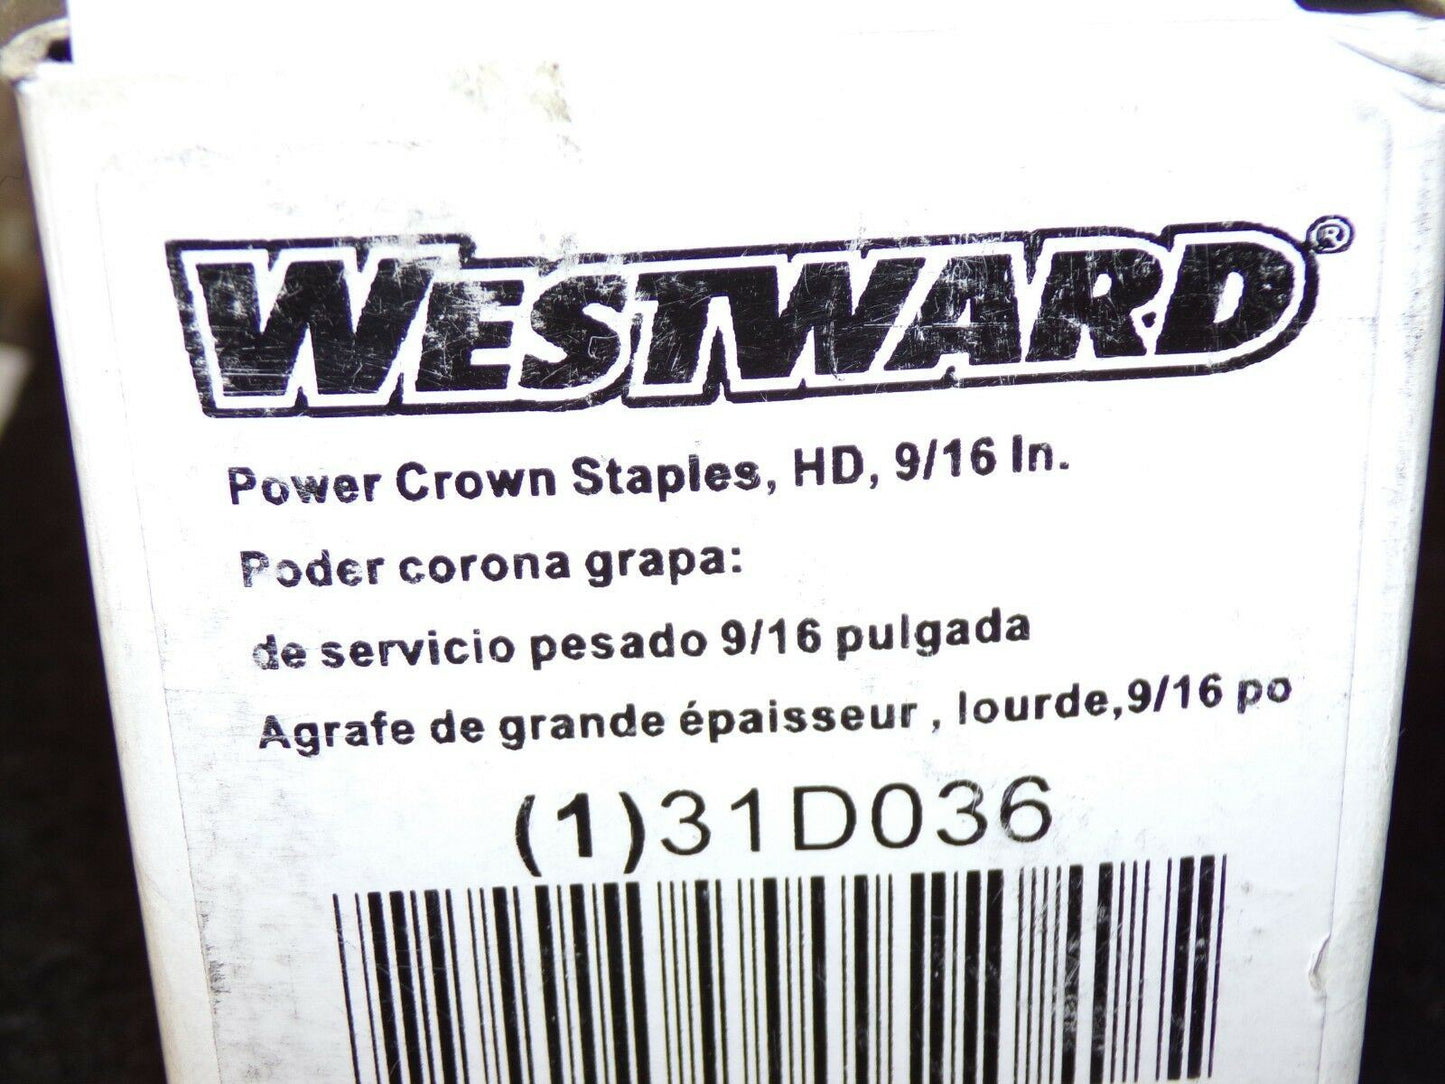 WESTWARD®
Power Crown Staples, HD, 9/16 In.
Poder corona grapa:
de servicio pesado 9/16 pulgada
Agrafe de grande épaisseur , lourde,9/16 po
(1)31D036